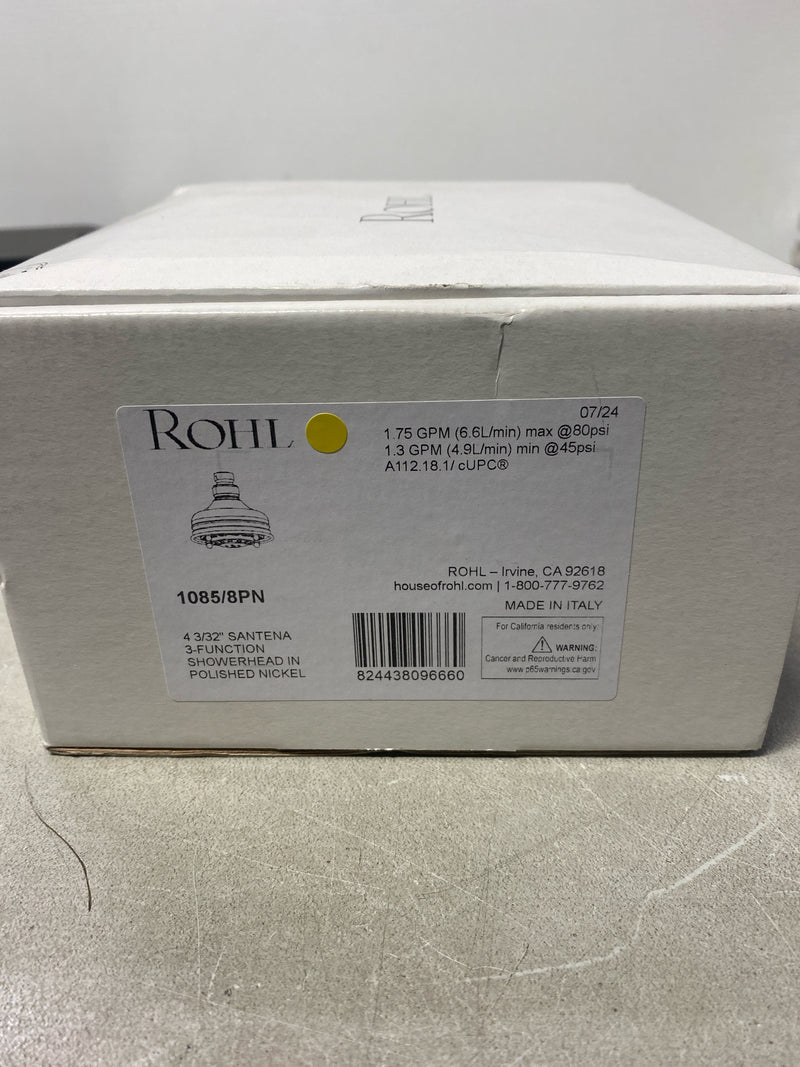 ROHL
ROHL
07/24
1.75 GPM (6.6L/min) max @80psi
1.3 GPM (4.9L/min) min @45psi
A112.18.1/ cUPC®
ROHL – Irvine, CA 92618
houseofrohl.com | 1-800-777-9762
MADE IN ITALY
1085/8PN
4 3/32" SANTENA
3-FUNCTION
SHOWERHEAD IN
POLISHED NICKEL
824438096660
For California residents only:
WARNING:
Cancer and Reproductive Harm
www.p65warnings.ca.gov